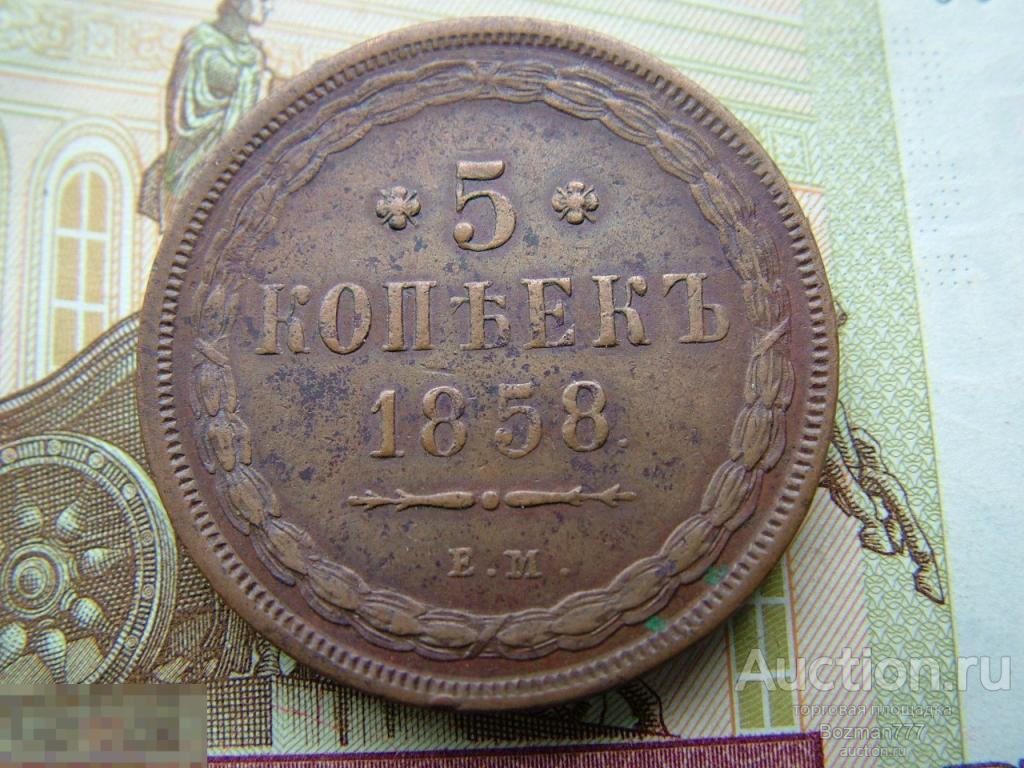 5
КОПѢЕКЪ
1858.
Е.М.
Auction.ru
торговая площадка
Bozman777
auction.ru